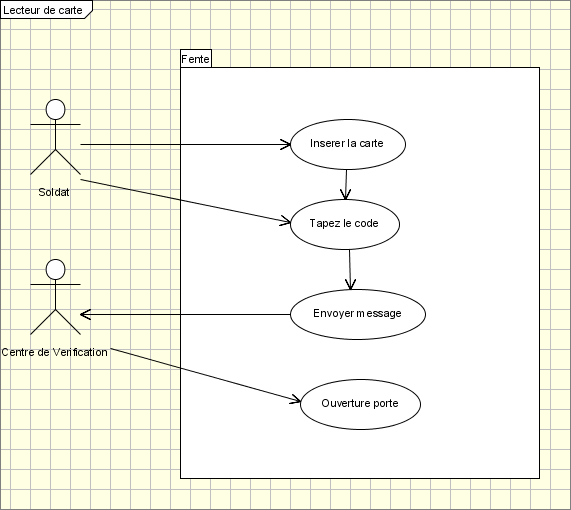 Lecteur de carte
Fente
Inserer la carte
Soldat
Tapez le code
Envoyer message
Centre de Verification
Ouverture porte